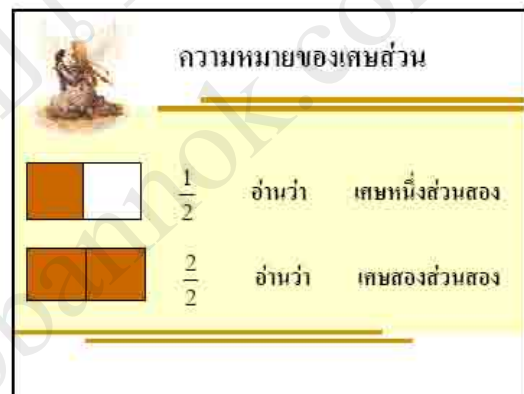 ความหมายของเศษส่วน
1/2 อ่านว่า เศษหนึ่งส่วนสอง
2/2 อ่านว่า เศษสองส่วนสอง